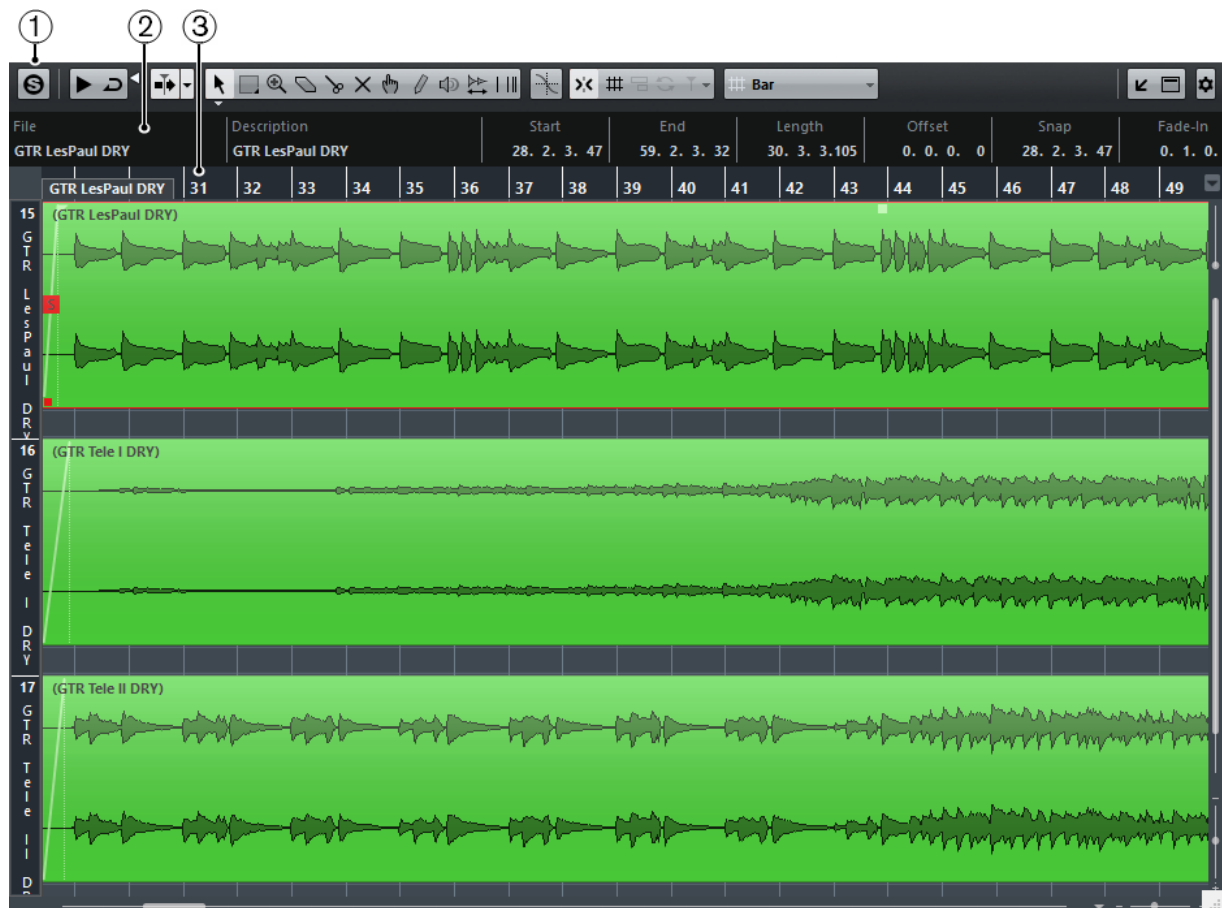 1 2 3
S Bar
File Description Start End Length Offset Snap Fade-In
GTR LesPaul DRY GTR LesPaul DRY 28. 2. 3. 47 59. 2. 3. 32 30. 3. 3.105 0. 0. 0. 0 28. 2. 3. 47 0. 1. 0.
GTR LesPaul DRY 31 32 33 34 35 36 37 38 39 40 41 42 43 44 45 46 47 48 49
15 (GTR LesPaul DRY)
GTR LesPaul DRY
S
16 (GTR Tele I DRY)
GTR Tele I DRY
17 (GTR Tele II DRY)
GTR Tele II D